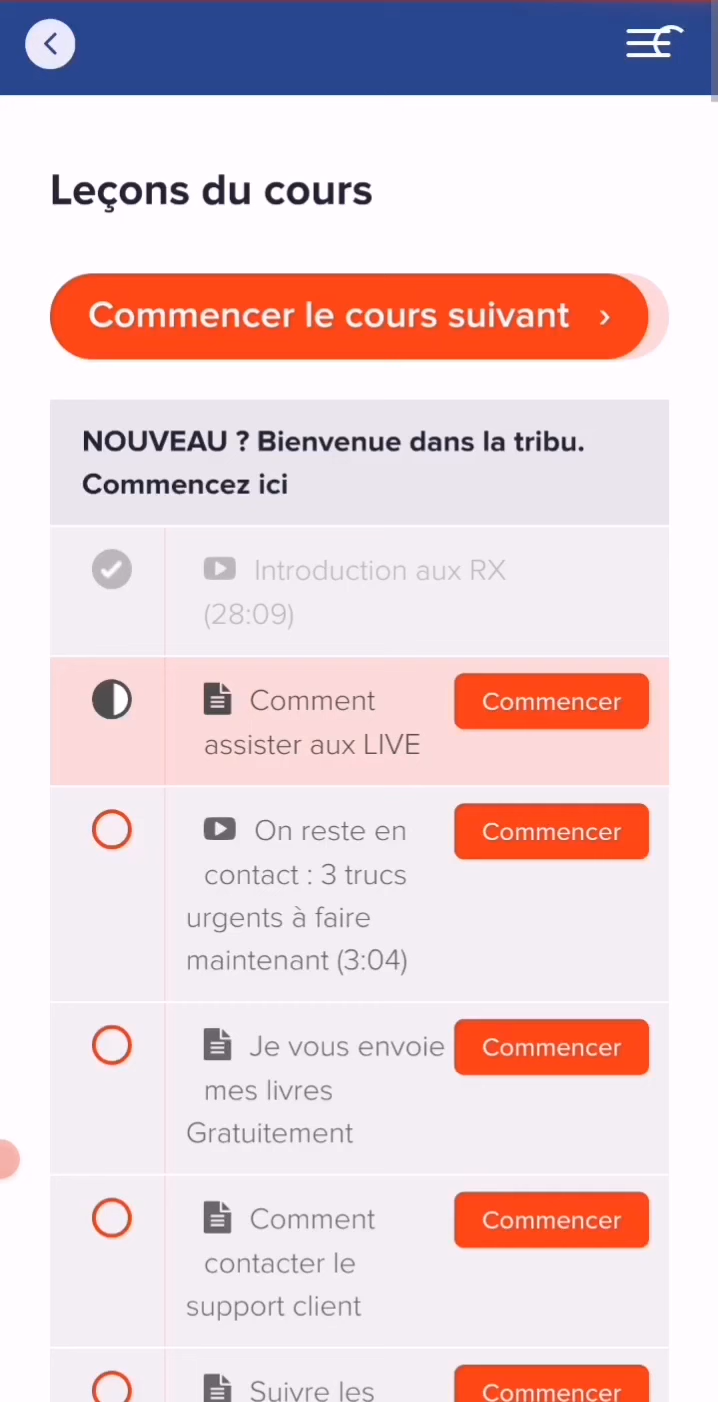 Leçons du cours
Commencer le cours suivant ›
NOUVEAU ? Bienvenue dans la tribu.
Commencez ici
Introduction aux RX
(28:09)
Comment
assister aux LIVE
Commencer
On reste en
contact : 3 trucs
urgents à faire
maintenant (3:04)
Commencer
Je vous envoie
mes livres
Gratuitement
Commencer
Comment
contacter le
support client
Commencer
Suivre les
Commencer